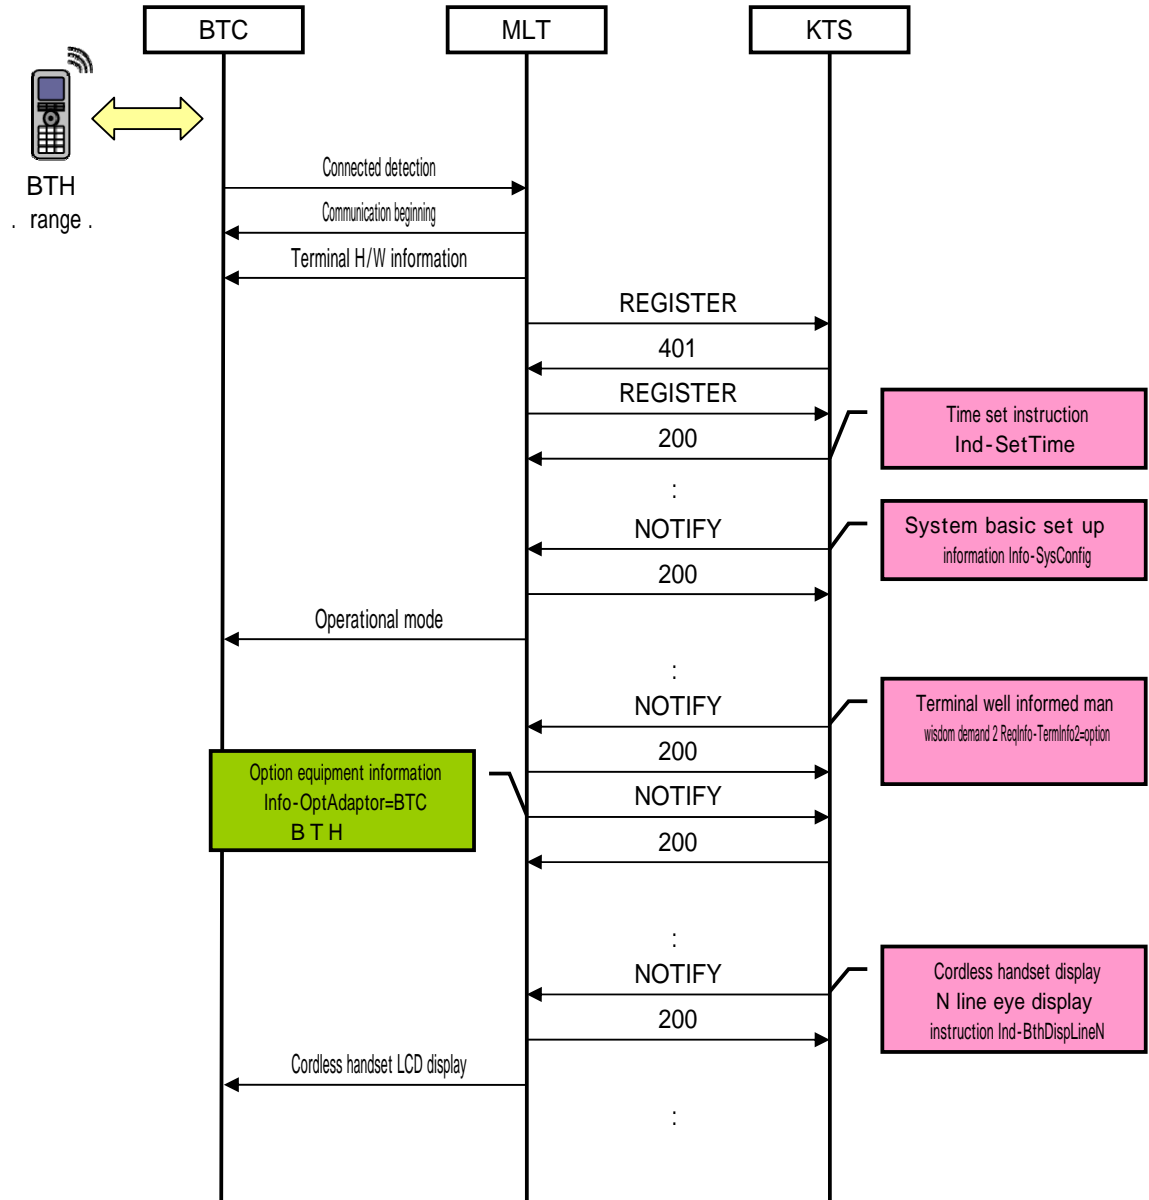 BTC
MLT
KTS
BTH
. range .
Connected detection
Communication beginning
Terminal H/W information
REGISTER
401
REGISTER
200
Time set instruction
Ind-SetTime
:
NOTIFY
200
System basic set up
information Info-SysConfig
Operational mode
:
NOTIFY
200
Terminal well informed man
wisdom demand 2 ReqInfo-TermInfo2=option
Option equipment information
Info-OptAdaptor=BTC
BTH
NOTIFY
200
:
NOTIFY
200
Cordless handset display
N line eye display
instruction Ind-BthDispLineN
Cordless handset LCD display
: